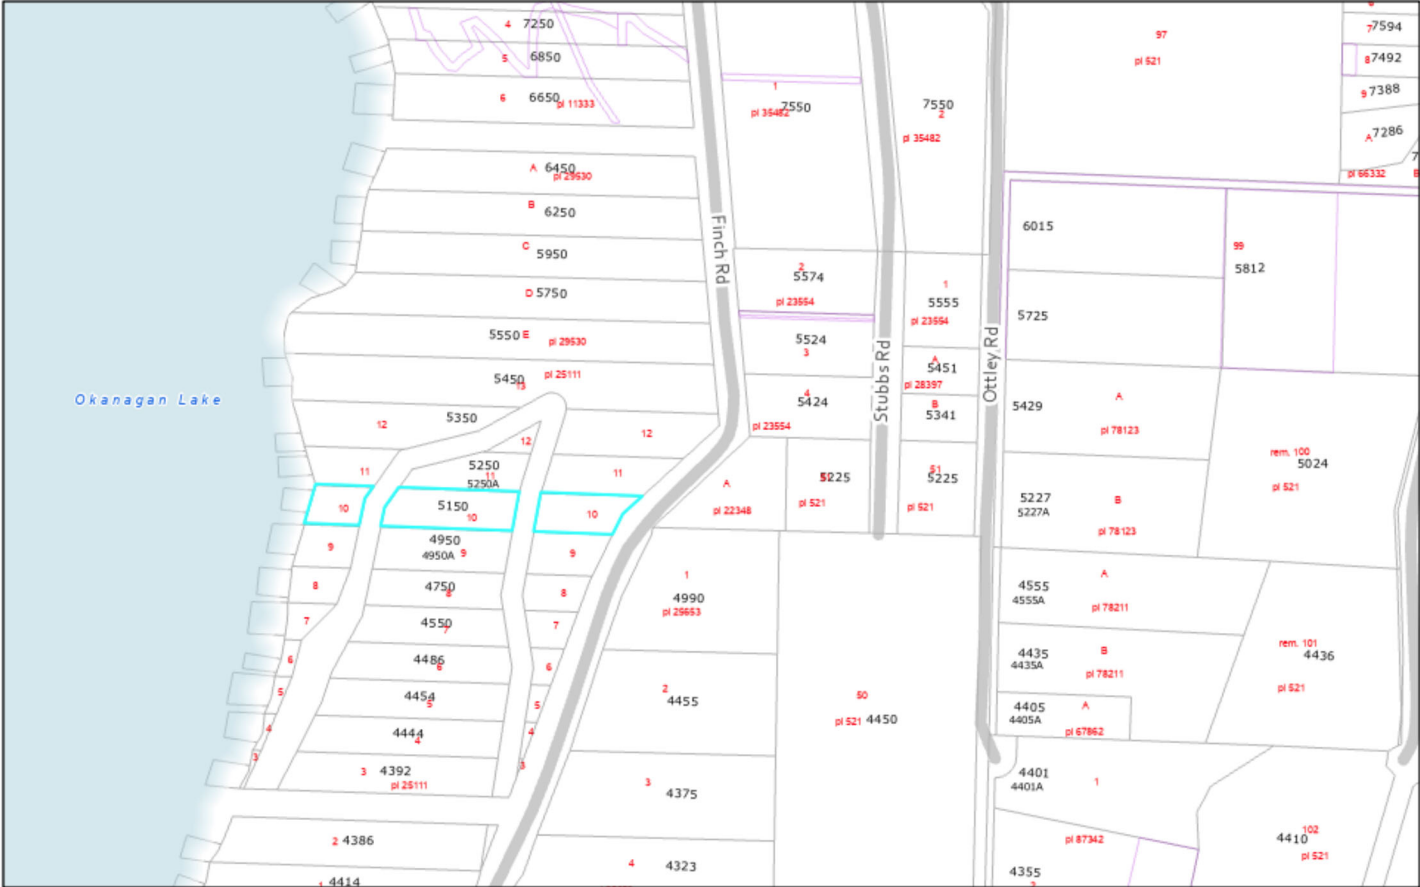 4 7250
5 6850
6 6650 pl 11333
A 6450
pl 29530
B
6250
C
5950
D 5750
5550 E
pl 29530
5450
pl 25111
13
5350
12
12
12
11
5250
11
5250A
11
10
5150
10
10
9
4950
4950A 9
9
8
4750
8
8
7
4550
7
7
6
4486
6
6
5
4454
5
5
4
4444
4
4
3
3 4392
3
pl 25111
2 4386
1 4414
Okanagan Lake
Finch Rd
Stubbs Rd
Ottley Rd
1
7550
pl 35482
7550
2
pl 35482
2
5574
pl 23554
1
5555
pl 23554
5524
3
A
5451
pl 28397
4
5424
pl 23554
B
5341
A
pl 22348
51
5225
pl 521
51
5225
pl 521
1
4990
pl 25653
2
4455
3
4375
4
4323
50
pl 521 4450
97
pl 521
7
7594
8
7492
9
7388
A
7286
pl 66332
6015
99
5812
5725
5429
A
pl 78123
rem. 100
5024
pl 521
5227
5227A
B
pl 78123
4555
4555A
A
pl 78211
4435
4435A
B
pl 78211
rem. 101
4436
pl 521
4405
4405A
A
pl 67862
4401
4401A
1
pl 87342
102
4410
pl 521
4355